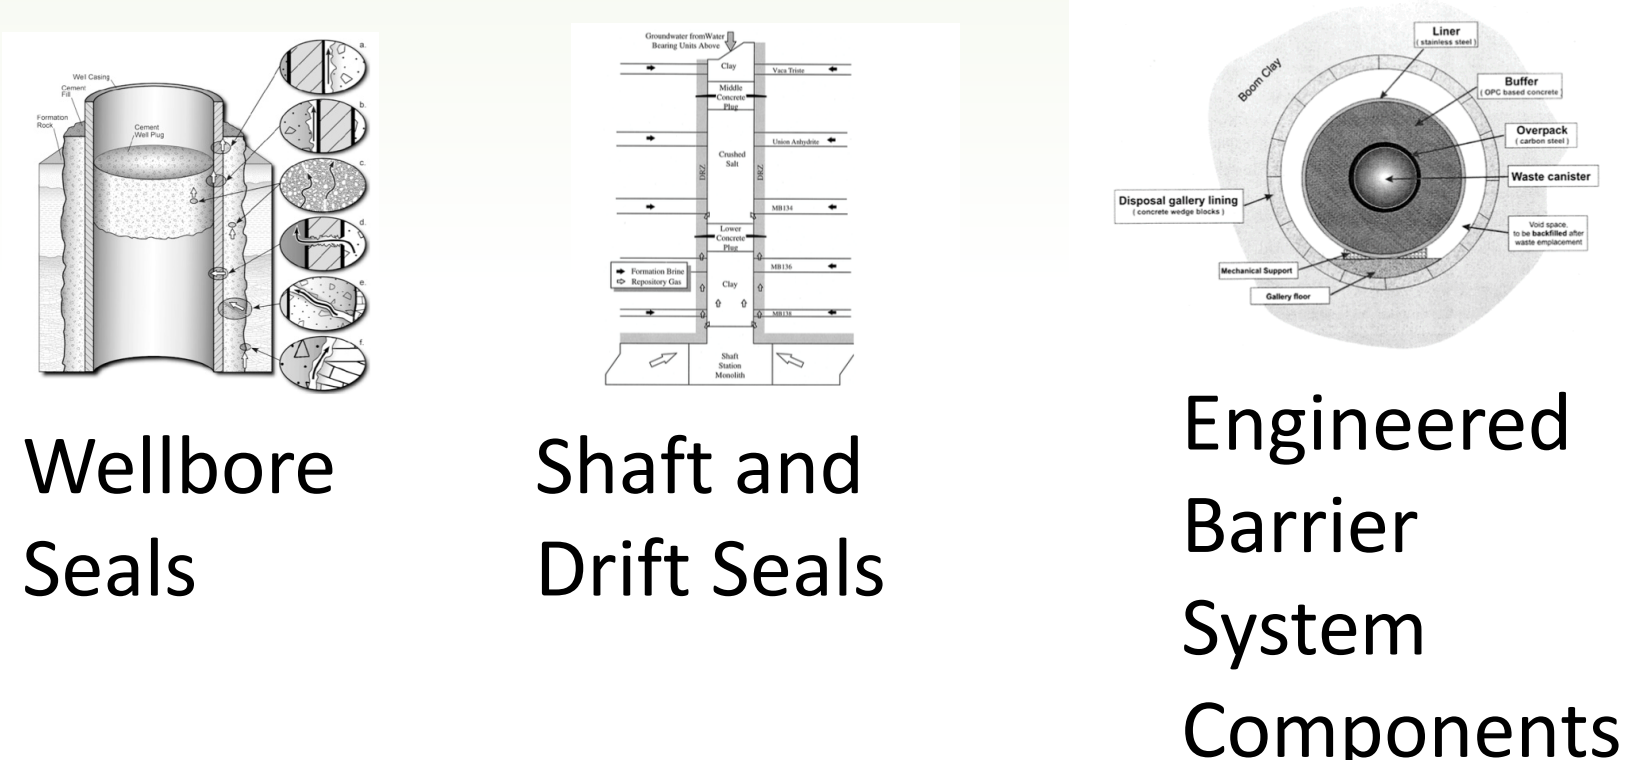 Well Casing
Cement
Fill
Formation
Rock
Cement
Well Plug
a.
b.
c.
d.
e.
f.
Wellbore
Seals
Groundwater from Water
Bearing Units Above
Clay
Vaca Triste
Middle
Concrete
Plug
Union Anhydrite
Crushed
Salt
DRZ
DRZ
MB134
Lower
Concrete
Plug
MB136
Formation Brine
Repository Gas
Clay
MB138
Shaft
Station
Monolith
Shaft and
Drift Seals
Liner
( stainless steel )
Boom Clay
Buffer
( OPC based concrete )
Overpack
( carbon steel )
Waste canister
Disposal gallery lining
( concrete wedge blocks )
Void space,
to be backfilled after
waste emplacement
Mechanical Support
Gallery floor
Engineered
Barrier
System
Components